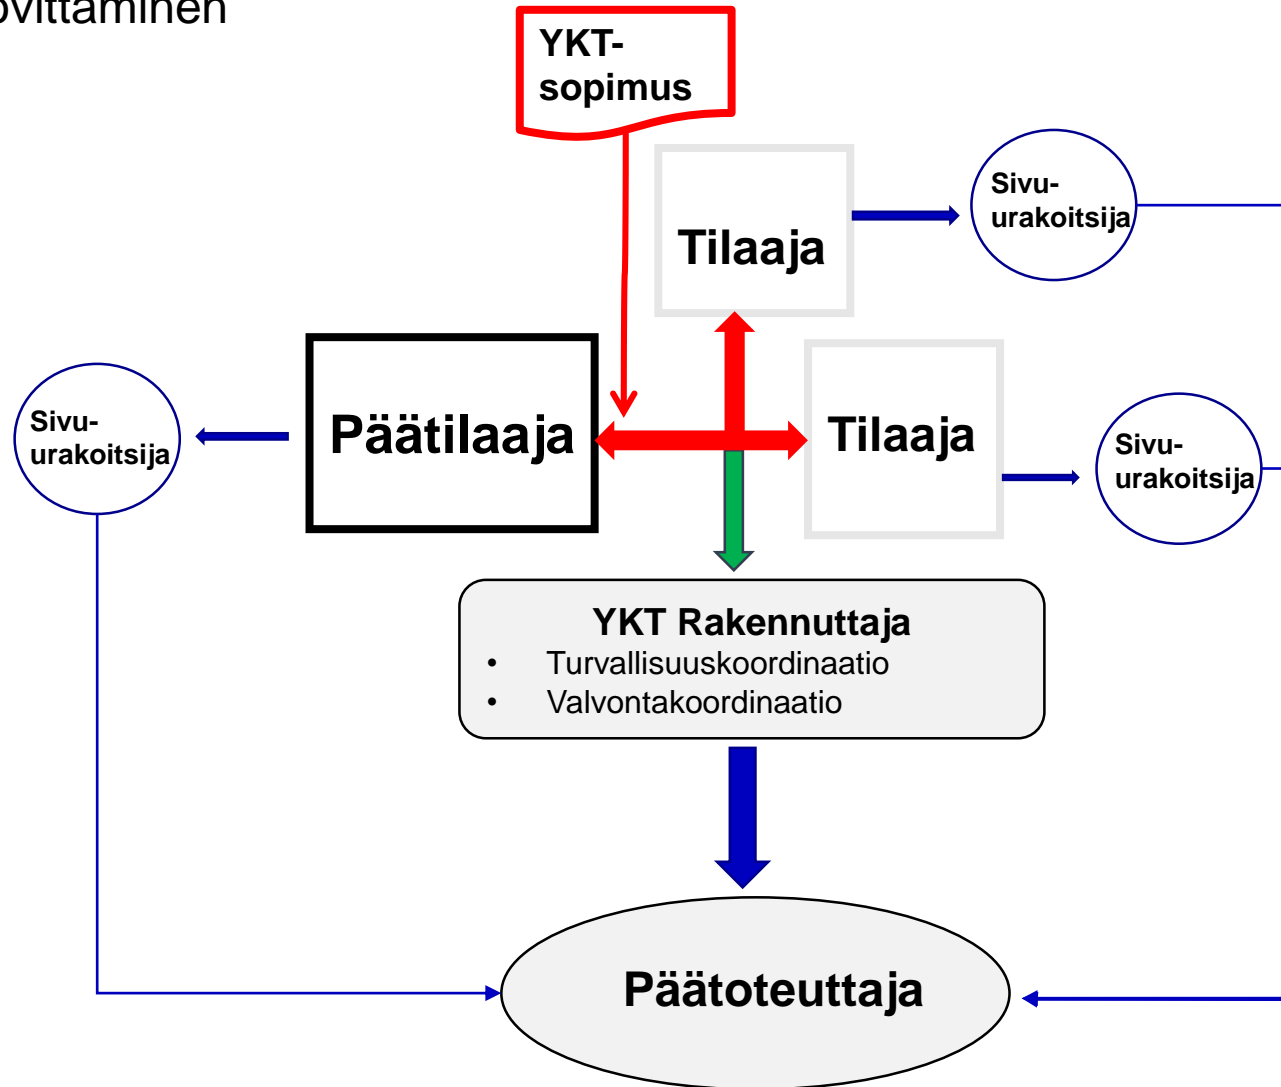 ovittaminen
YKT-
sopimus
Sivu-
urakoitsija
Tilaaja
Päätilaaja
Tilaaja
Sivu-
urakoitsija
Sivu-
urakoitsija
YKT Rakennuttaja
• Turvallisuuskoordinaatio
• Valvontakoordinaatio
Päätoteuttaja